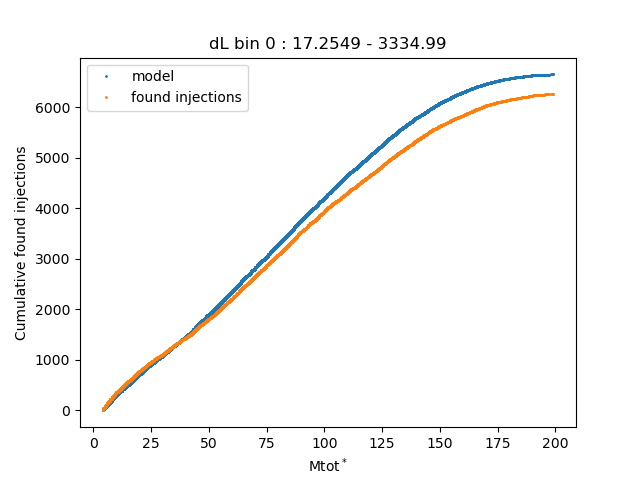 dL bin 0 : 17.2549 - 3334.99
model
found injections
Cumulative found injections
6000
5000
4000
3000
2000
1000
0
0 25 50 75 100 125 150 175 200
Mtot*